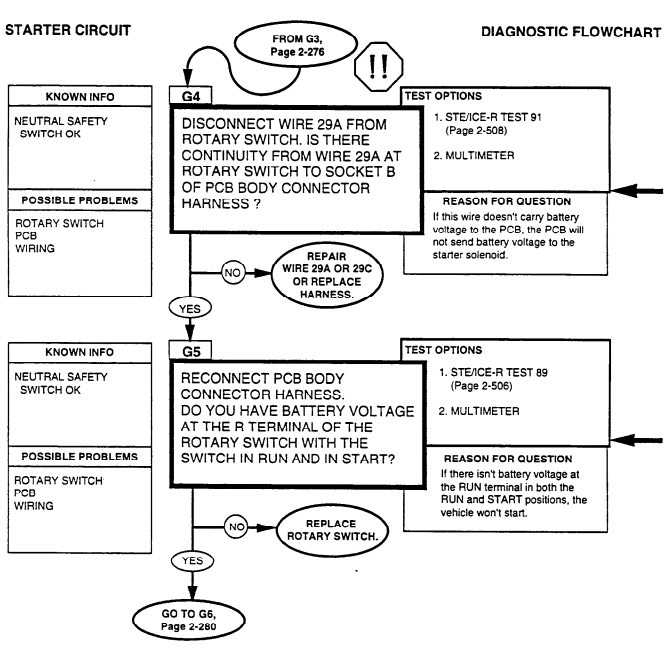 STARTER CIRCUIT
DIAGNOSTIC FLOWCHART
FROM G3,
Page 2-276
!!
G4
KNOWN INFO
NEUTRAL SAFETY
SWITCH OK
POSSIBLE PROBLEMS
ROTARY SWITCH
PCB
WIRING
DISCONNECT WIRE 29A FROM
ROTARY SWITCH. IS THERE
CONTINUITY FROM WIRE 29A AT
ROTARY SWITCH TO SOCKET B
OF PCB BODY CONNECTOR
HARNESS ?
TEST OPTIONS
1. STE/ICE-R TEST 91
(Page 2-508)
2. MULTIMETER
REASON FOR QUESTION
If this wire doesn't carry battery
voltage to the PCB, the PCB will
not send battery voltage to the
starter solenoid.
NO
REPAIR
WIRE 29A OR 29C
OR REPLACE
HARNESS.
YES
G5
KNOWN INFO
NEUTRAL SAFETY
SWITCH OK
POSSIBLE PROBLEMS
ROTARY SWITCH
PCB
WIRING
RECONNECT PCB BODY
CONNECTOR HARNESS.
DO YOU HAVE BATTERY VOLTAGE
AT THE R TERMINAL OF THE
ROTARY SWITCH WITH THE
SWITCH IN RUN AND IN START?
TEST OPTIONS
1. STE/ICE-R TEST 89
(Page 2-506)
2. MULTIMETER
REASON FOR QUESTION
If there isn't battery voltage at
the RUN terminal in both the
RUN and START positions, the
vehicle won't start.
NO
REPLACE
ROTARY SWITCH.
YES
GO TO G6,
Page 2-280